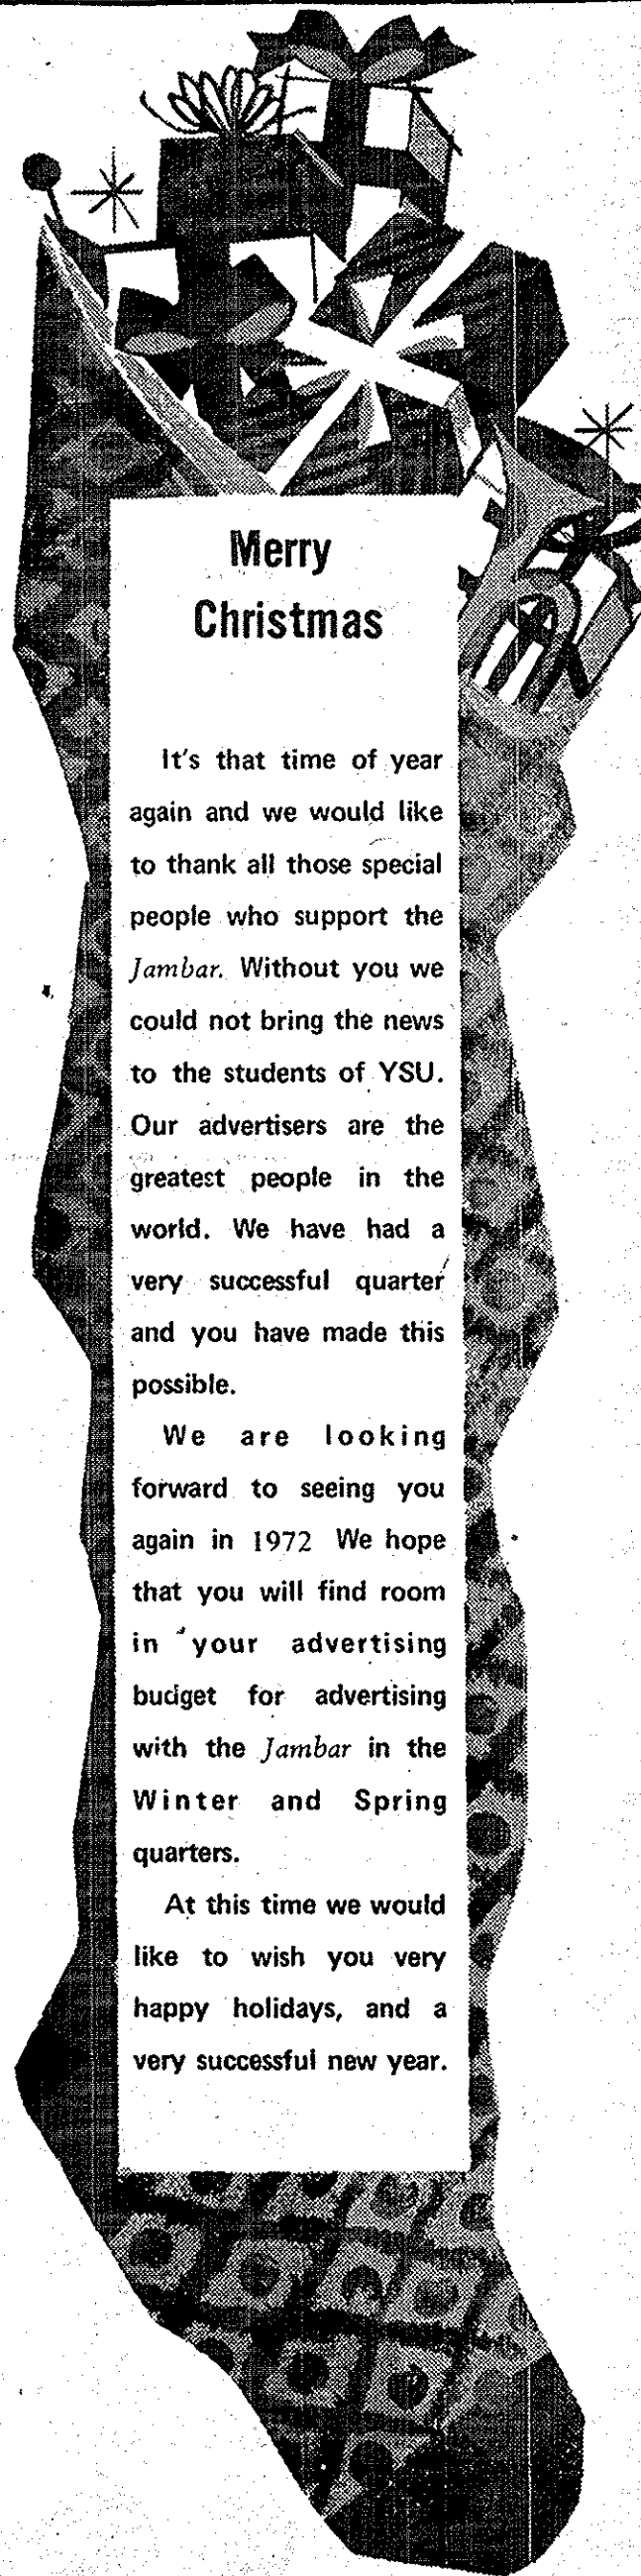 Merry
Christmas
It's that time of year
again and we would like
to thank all those special
people who support the
Jambar. Without you we
could not bring the news
to the students of YSU.
Our advertisers are the
greatest people in the
world. We have had a
very successful quarter
and you have made this
possible.
We are looking
forward to seeing you
again in 1972 We hope
that you will find room
in your advertising
budget for advertising
with the Jambar in the
Winter and Spring
quarters.
At this time we would
like to wish you very
happy holidays, and a
very successful new year.